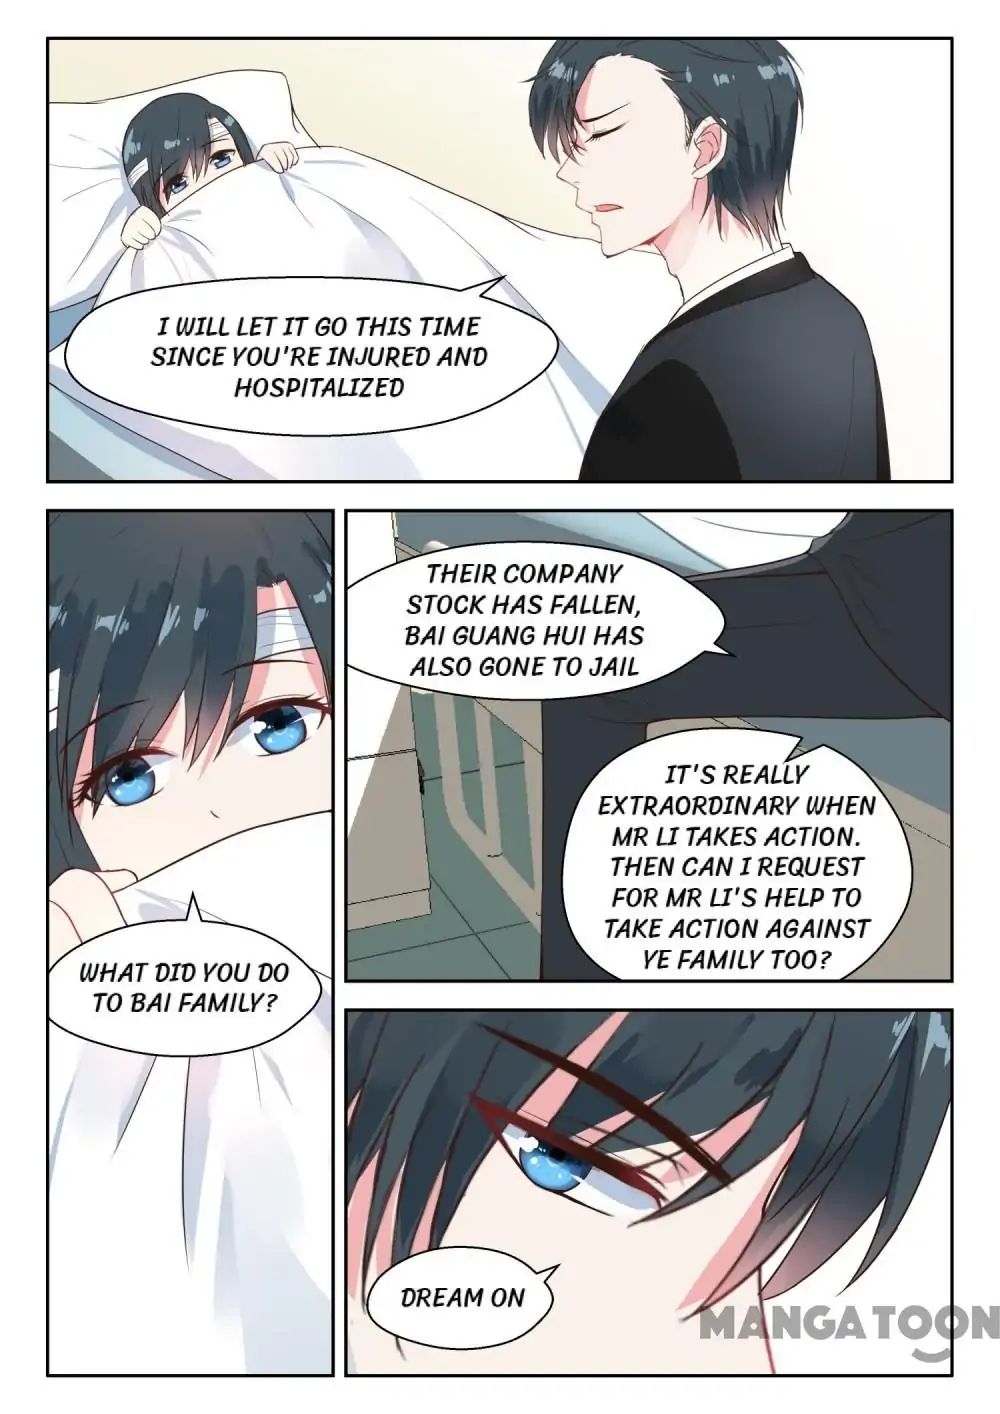 I WILL LET IT GO THIS TIME
SINCE YOU'RE INJURED AND
HOSPITALIZED
WHAT DID YOU DO
TO BAI FAMILY?
THEIR COMPANY
STOCK HAS FALLEN,
BAI GUANG HUI HAS
ALSO GONE TO JAIL
IT'S REALLY
EXTRAORDINARY WHEN
MR LI TAKES ACTION.
THEN CAN I REQUEST
FOR MR LI'S HELP TO
TAKE ACTION AGAINST
YE FAMILY TOO?
DREAM ON
MANGATOON